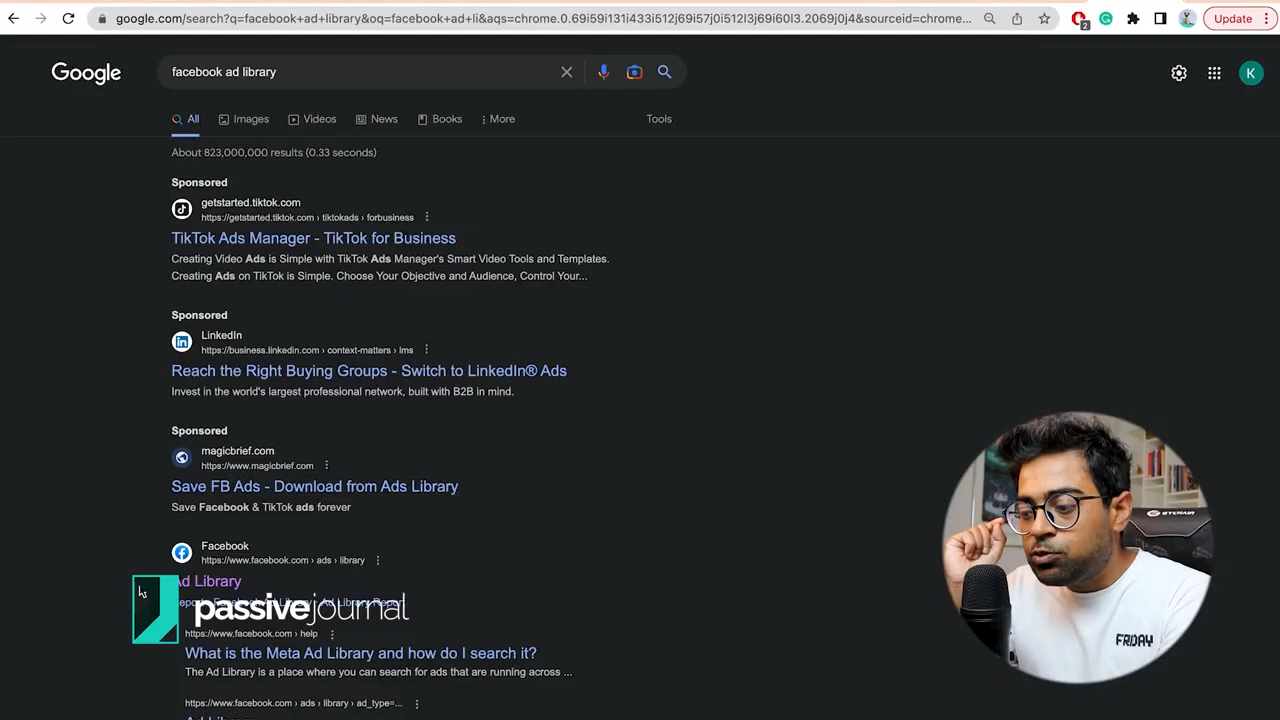 google.com/search?q=facebook+ad+library&oq=facebook+ad+li&aqs=chrome.0.69i59i131i433i512j69i57j0i512l3j69i60l3.2069j0j4&sourceid=chrome...
Update
Google
facebook ad library
K
All
Images
Videos
News
Books
More
Tools
About 823,000,000 results (0.33 seconds)
Sponsored
getstarted.tiktok.com
https://getstarted.tiktok.com › tiktokads › forbusiness
TikTok Ads Manager - TikTok for Business
Creating Video Ads is Simple with TikTok Ads Manager's Smart Video Tools and Templates.
Creating Ads on TikTok is Simple. Choose Your Objective and Audience, Control Your...
Sponsored
LinkedIn
https://business.linkedin.com › context-matters › lms
Reach the Right Buying Groups - Switch to LinkedIn® Ads
Invest in the world's largest professional network, built with B2B in mind.
Sponsored
magicbrief.com
https://www.magicbrief.com
Save FB Ads - Download from Ads Library
Save Facebook & TikTok ads forever
Facebook
https://www.facebook.com › ads › library
Ad Library
passivejournal
https://www.facebook.com › help
What is the Meta Ad Library and how do I search it?
The Ad Library is a place where you can search for ads that are running across ...
https://www.facebook.com › ads › library › ad_type=...
FRIDAY